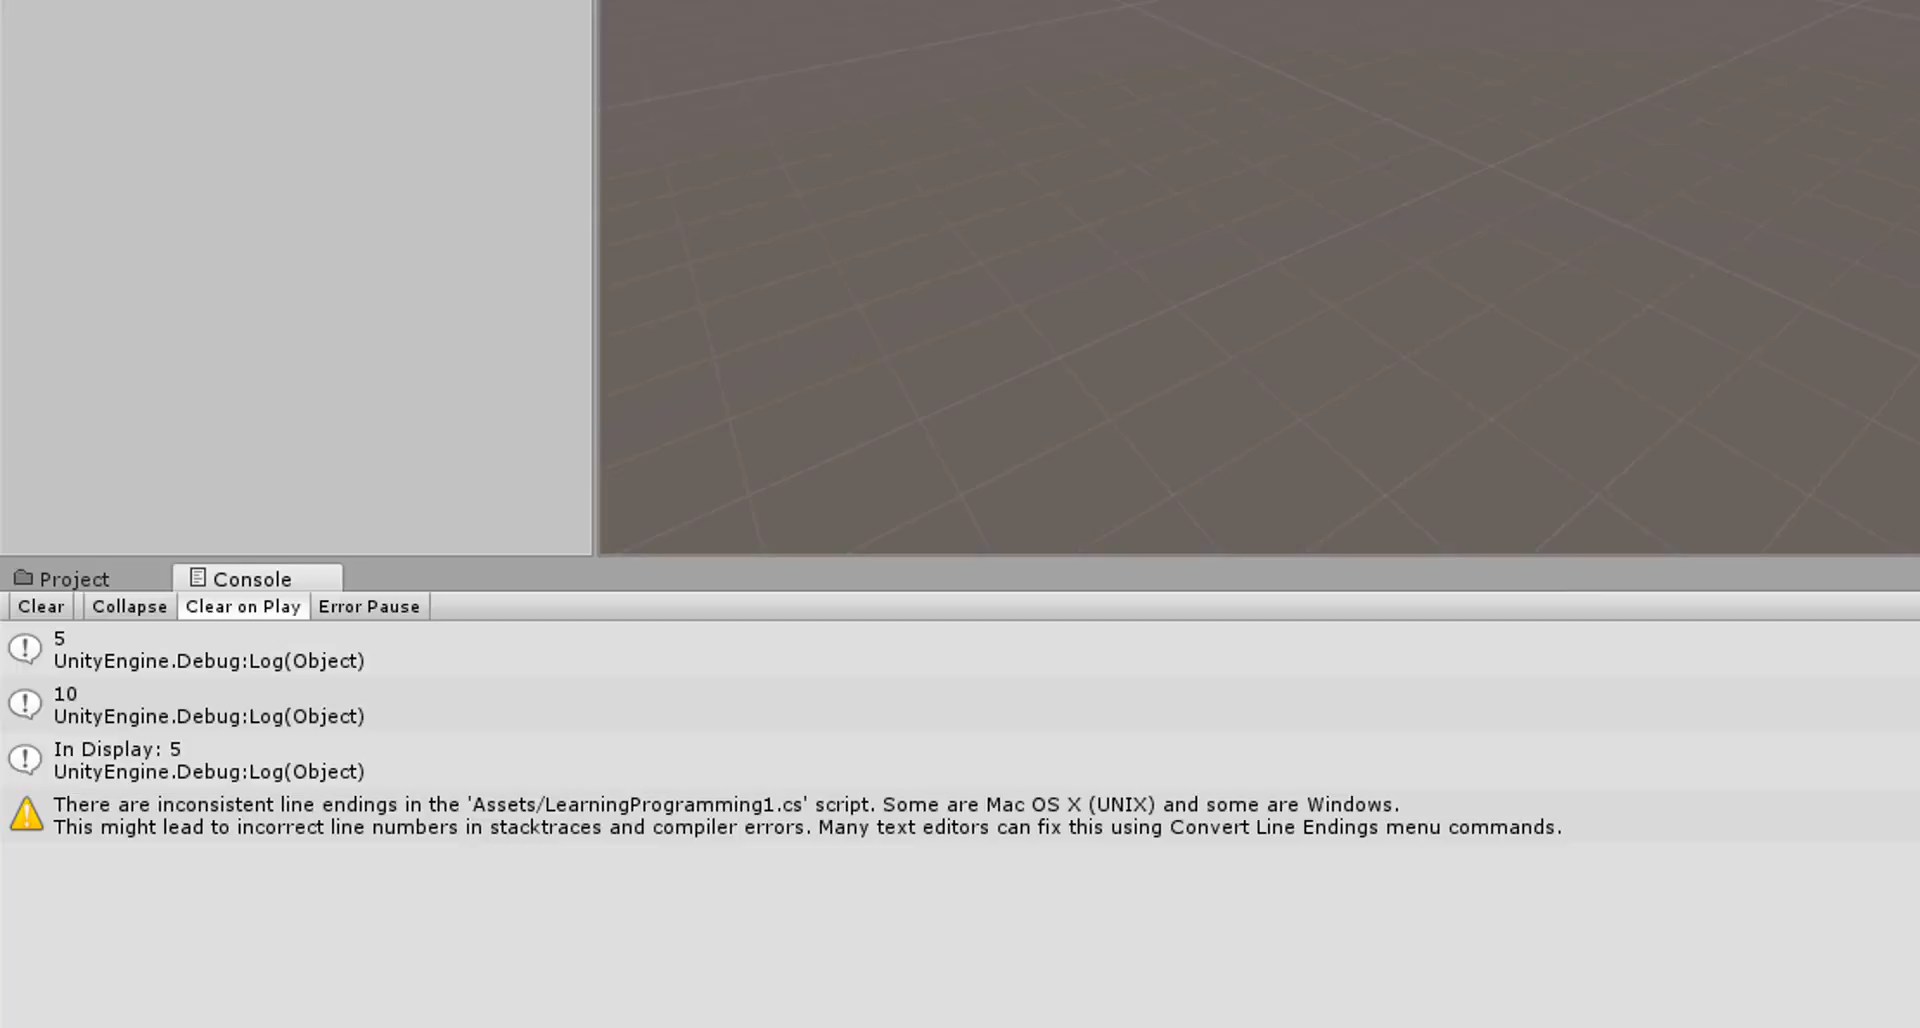 Project
Console
Clear
Collapse
Clear on Play
Error Pause
5
UnityEngine.Debug:Log(Object)
10
UnityEngine.Debug:Log(Object)
In Display: 5
UnityEngine.Debug:Log(Object)
There are inconsistent line endings in the 'Assets/LearningProgramming1.cs' script. Some are Mac OS X (UNIX) and some are Windows.
This might lead to incorrect line numbers in stacktraces and compiler errors. Many text editors can fix this using Convert Line Endings menu commands.